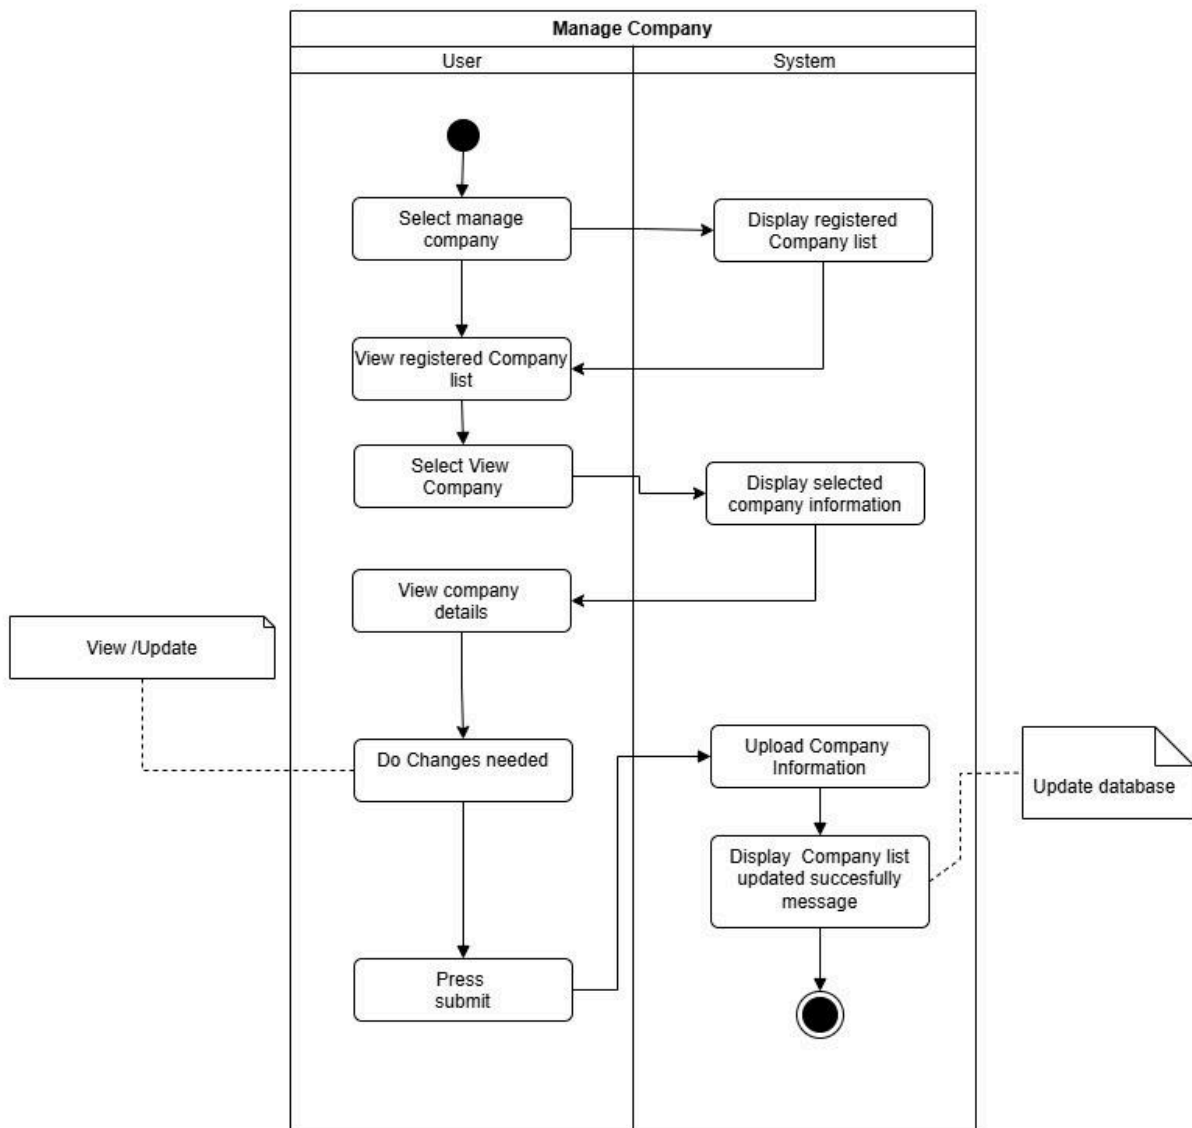 Manage Company
User
System
Select manage
company
Display registered
Company list
View registered Company
list
Select View
Company
Display selected
company information
View company
details
View /Update
Do Changes needed
Upload Company
Information
Update database
Display  Company list
updated succesfully
message
Press
submit